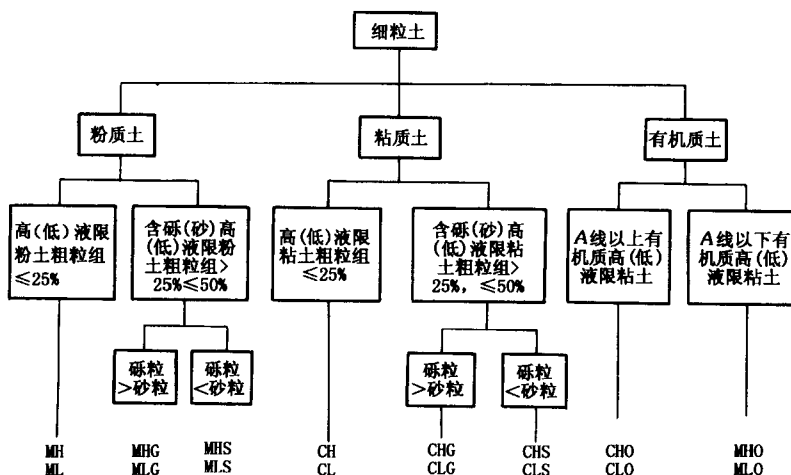 细粒土
粉质土
粘质土
有机质土
高(低)液限
粉土粗粒组
≤25%
含砾(砂)高
(低)液限粉
土粗粒组>
25%≤50%
高(低)液限
粘土粗粒组
≤25%
含砾(砂)高
(低)液限粘
土粗粒组>
25%，≤50%
A线以上有
机质高(低)
液限粘土
A线以下有
机质高(低)
液限粘土
砾粒
>砂粒
砾粒
<砂粒
砾粒
>砂粒
砾粒
<砂粒
MH MHG MHS CH CHG CHS CHO MHO
ML MLG MLS CL CLG CLS CLO MLO